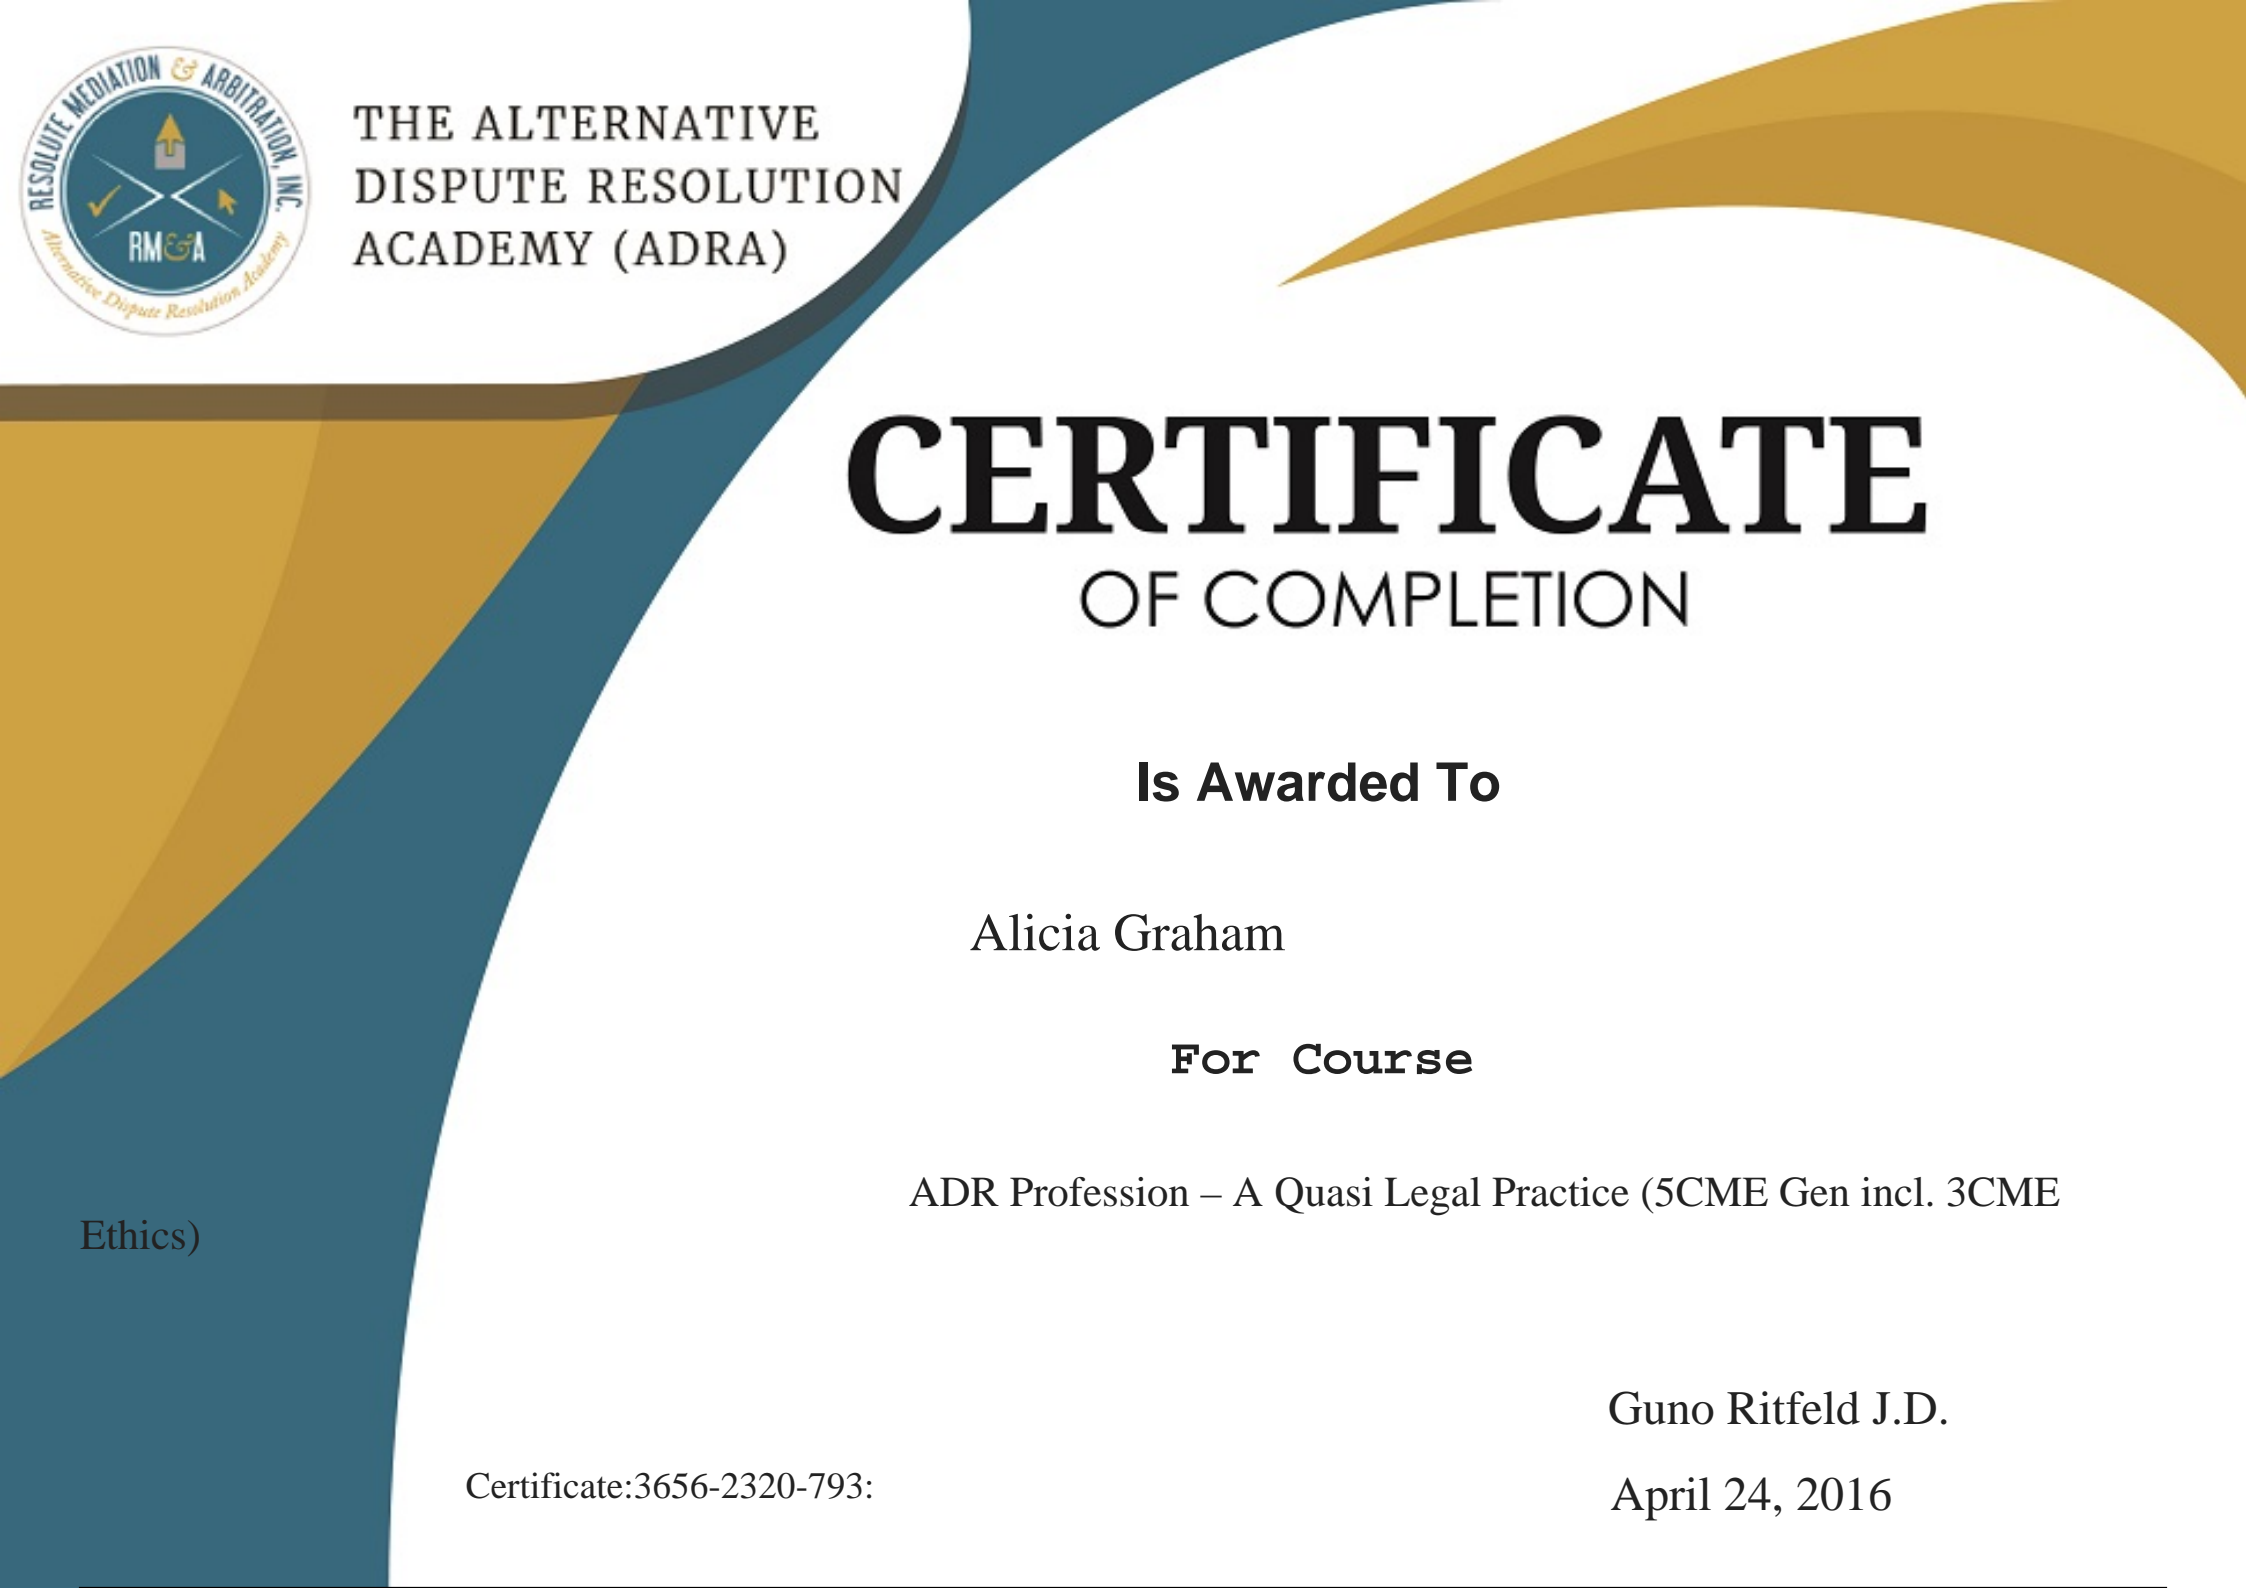 RESOLUTE MEDIATION & ARBITRATION, INC.
RM&A
Alternative Dispute Resolution Academy
THE ALTERNATIVE
DISPUTE RESOLUTION
ACADEMY (ADRA)
CERTIFICATE
OF COMPLETION
Is Awarded To
Alicia Graham
For Course
ADR Profession – A Quasi Legal Practice (5CME Gen incl. 3CME
Ethics)
Guno Ritfeld J.D.
Certificate:3656-2320-793:
April 24, 2016